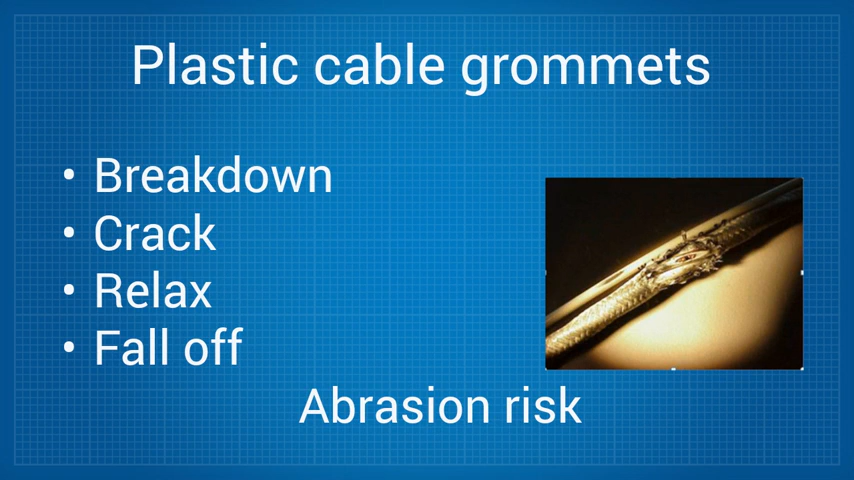 Plastic cable grommets
• Breakdown
• Crack
• Relax
• Fall off
Abrasion risk